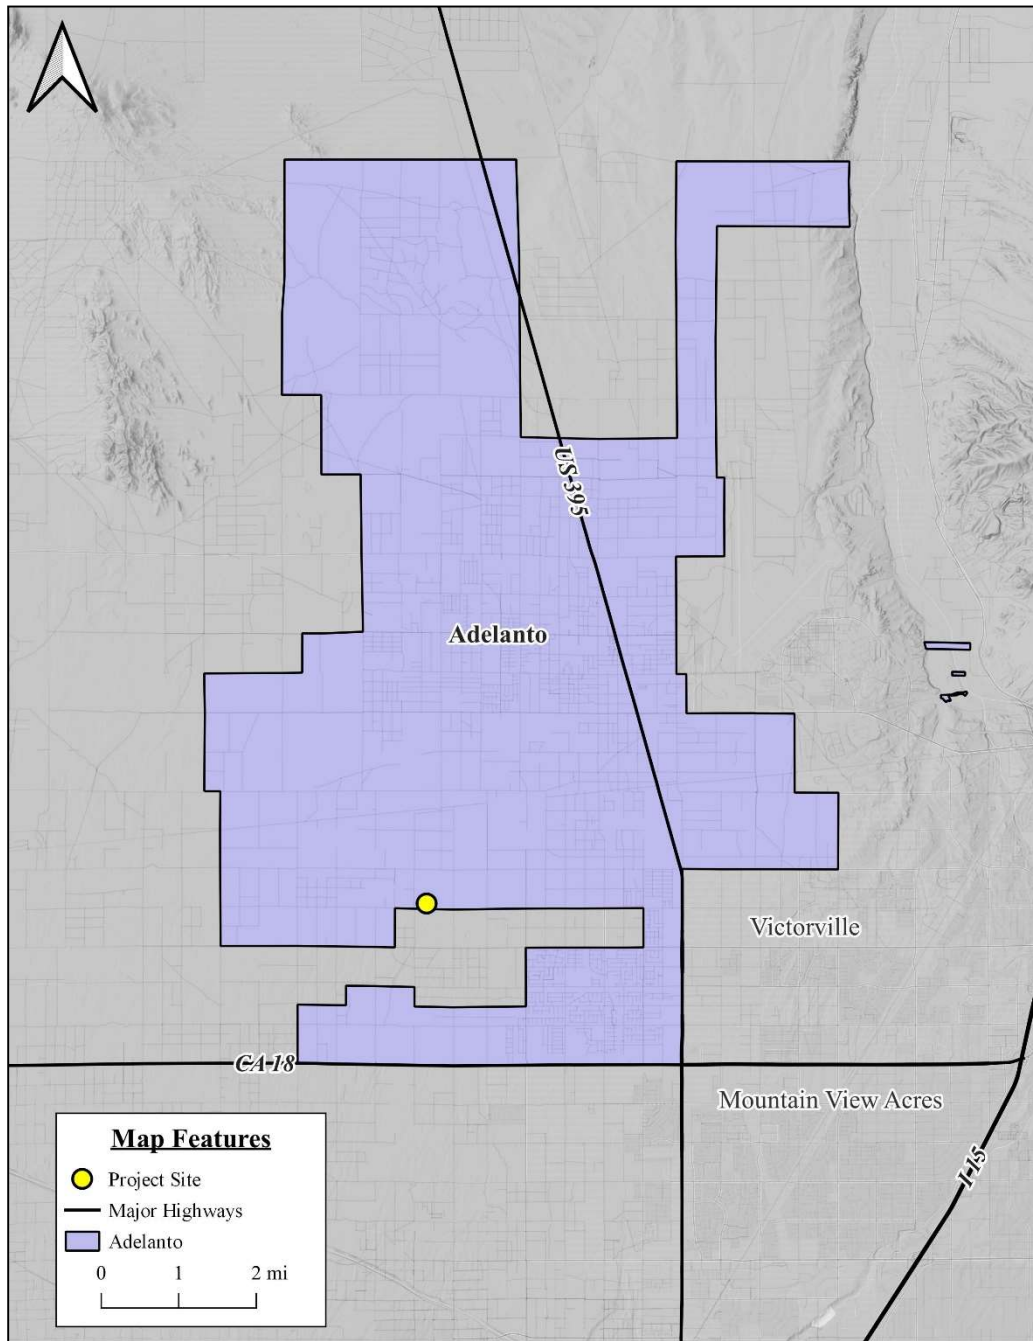 US-395
Adelanto
Victorville
CA 18
Mountain View Acres
I-15
Map Features
Project Site
Major Highways
Adelanto
0 1 2 mi